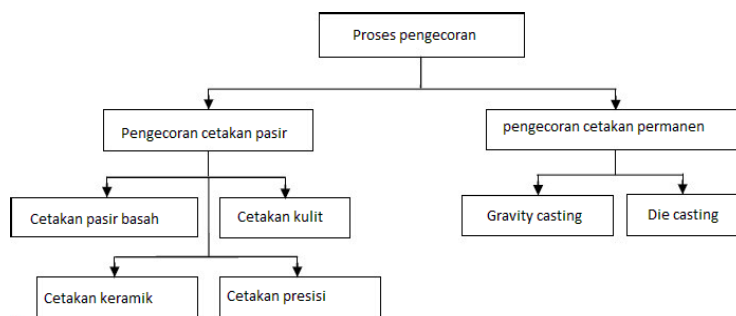 Proses pengecoran
Pengecoran cetakan pasir
pengecoran cetakan permanen
Cetakan pasir basah
Cetakan kulit
Gravity casting
Die casting
Cetakan keramik
Cetakan presisi